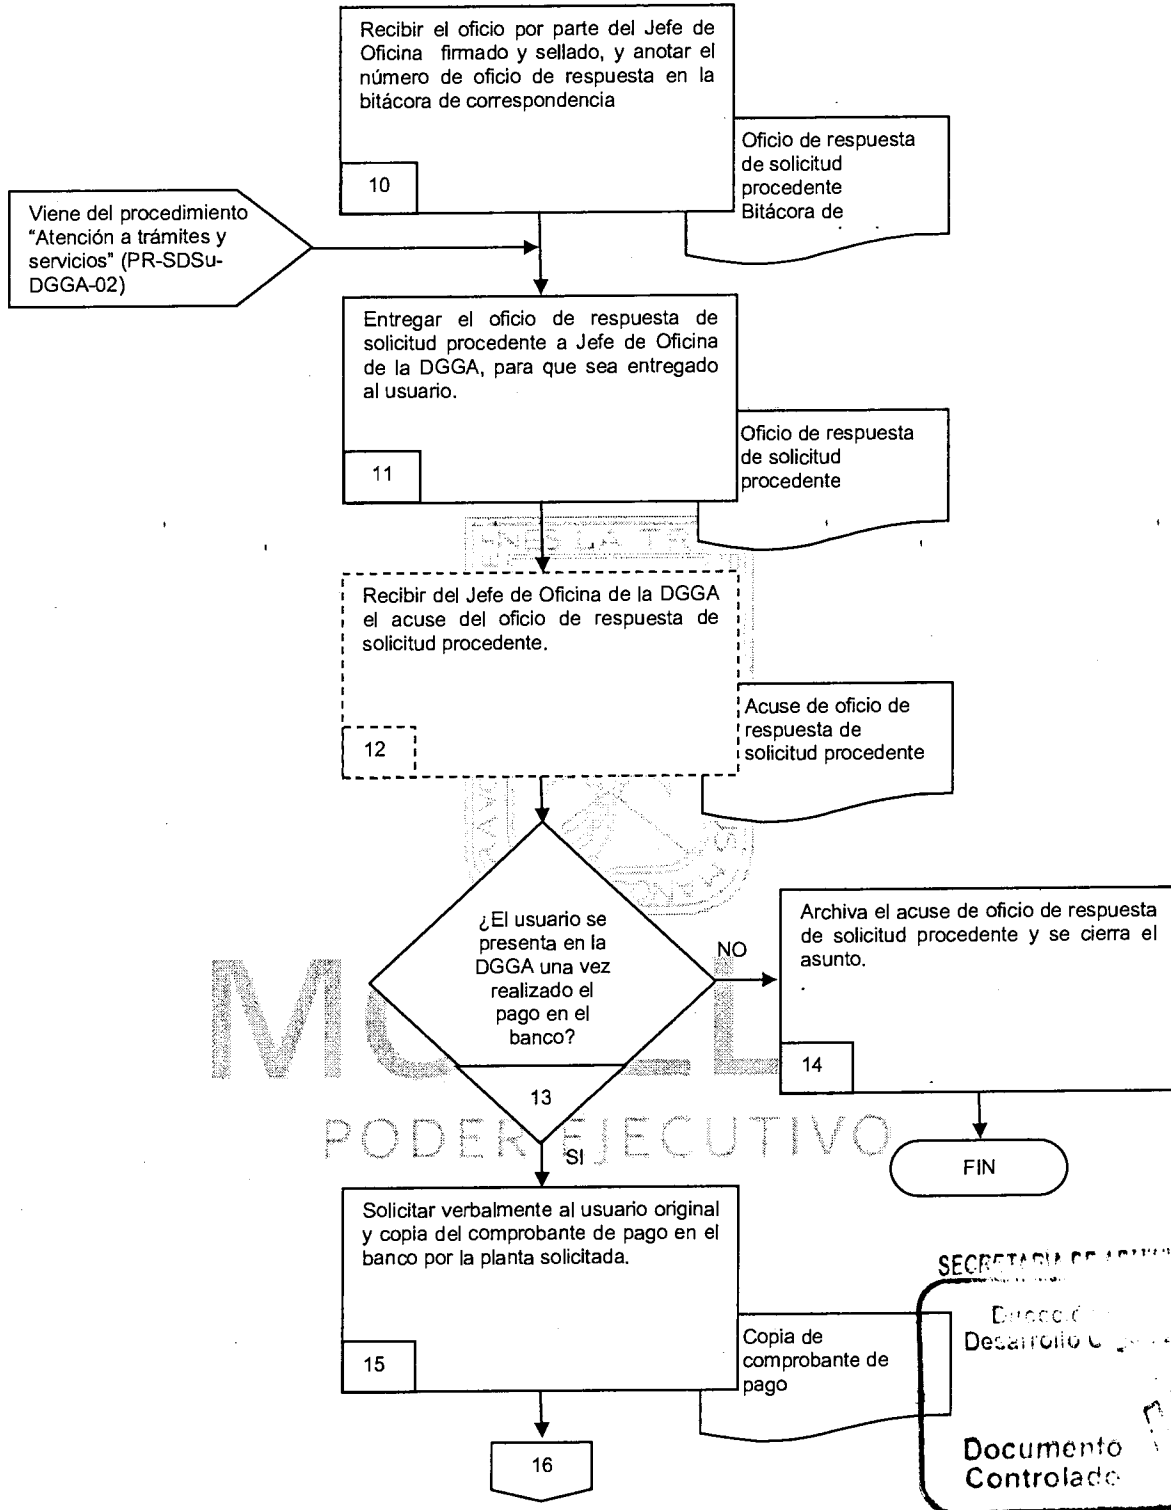 Recibir el oficio por parte del Jefe de
Oficina firmado y sellado, y anotar el
número de oficio de respuesta en la
bitácora de correspondencia
10
Oficio de respuesta
de solicitud
procedente
Bitácora de
Viene del procedimiento
“Atención a trámites y
servicios” (PR-SDSu-
DGGA-02)
Entregar el oficio de respuesta de
solicitud procedente a Jefe de Oficina
de la DGGA, para que sea entregado
al usuario.
11
Oficio de respuesta
de solicitud
procedente
Recibir del Jefe de Oficina de la DGGA
el acuse del oficio de respuesta de
solicitud procedente.
12
Acuse de oficio de
respuesta de
solicitud procedente
¿El usuario se
presenta en la
DGGA una vez
realizado el
pago en el
banco?
13
NO
Archiva el acuse de oficio de respuesta
de solicitud procedente y se cierra el
asunto.
14
FIN
PODER EJECUTIVO
SI
Solicitar verbalmente al usuario original
y copia del comprobante de pago en el
banco por la planta solicitada.
15
Copia de
comprobante de
pago
16
SECRETARÍA DE
Desarrollo
Documento
Controlado